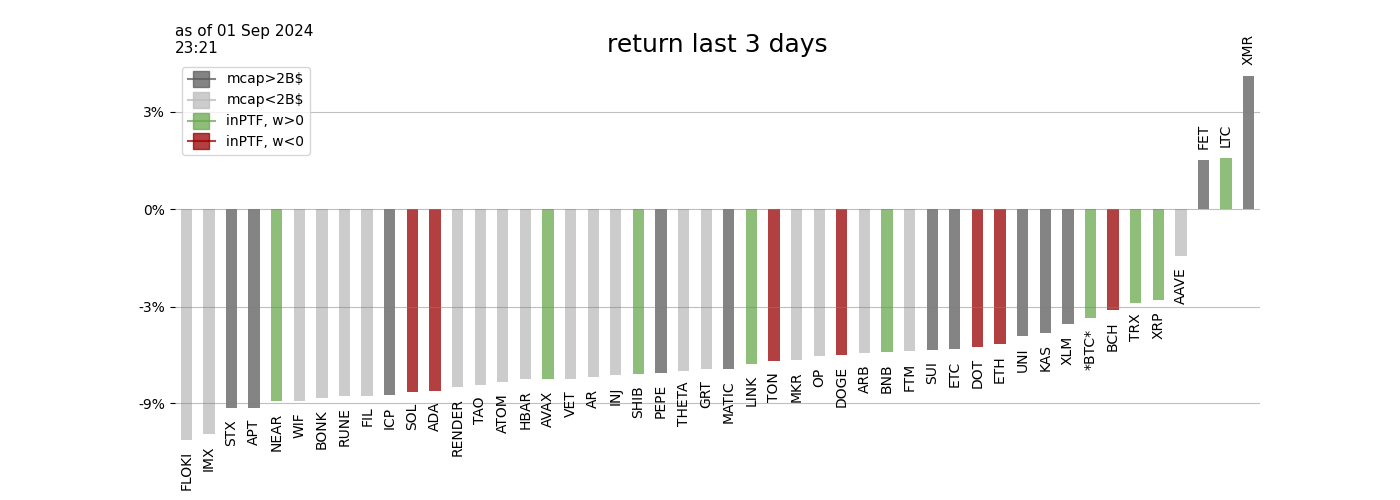 as of 01 Sep 2024
23:21
return last 3 days
mcap>2B$
mcap<2B$
inPTF, w>0
inPTF, w<0
3%
0%
-3%
-9%
FLOKI
IMX
STX
APT
NEAR
WIF
BONK
RUNE
FIL
ICP
SOL
ADA
RENDER
TAO
ATOM
HBAR
AVAX
VET
AR
INJ
SHIB
PEPE
THETA
GRT
MATIC
LINK
TON
MKR
OP
DOGE
ARB
BNB
FTM
SUI
ETC
DOT
ETH
UNI
KAS
XLM
*BTC*
BCH
TRX
XRP
AAVE
FET
LTC
XMR